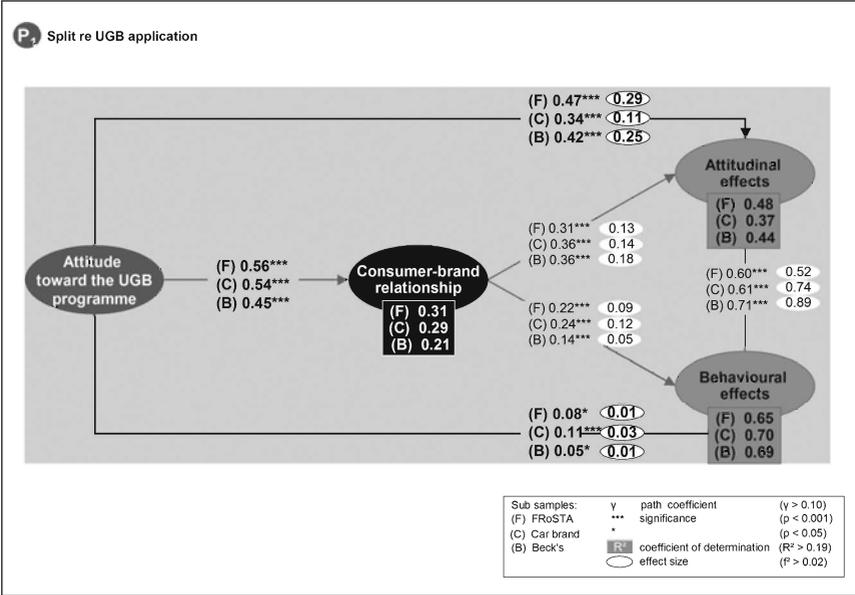 P1 Split re UGB application
(F) 0.47*** 0.29
(C) 0.34*** 0.11
(B) 0.42*** 0.25
Attitudinal
effects
(F) 0.48
(C) 0.37
(B) 0.44
(F) 0.31*** 0.13
(C) 0.36*** 0.14
(B) 0.36*** 0.18
Attitude
toward the UGB
programme
(F) 0.56***
(C) 0.54***
(B) 0.45***
Consumer-brand
relationship
(F) 0.31
(C) 0.29
(B) 0.21
(F) 0.60*** 0.52
(C) 0.61*** 0.74
(B) 0.71*** 0.89
(F) 0.22*** 0.09
(C) 0.24*** 0.12
(B) 0.14*** 0.05
Behavioural
effects
(F) 0.65
(C) 0.70
(B) 0.69
(F) 0.08* 0.01
(C) 0.11*** 0.03
(B) 0.05* 0.01
Sub samples: γ path coefficient (γ > 0.10)
(F) FRoSTA *** significance (p < 0.001)
(C) Car brand * (p < 0.05)
(B) Beck's R² coefficient of determination (R² > 0.19)
effect size (f² > 0.02)